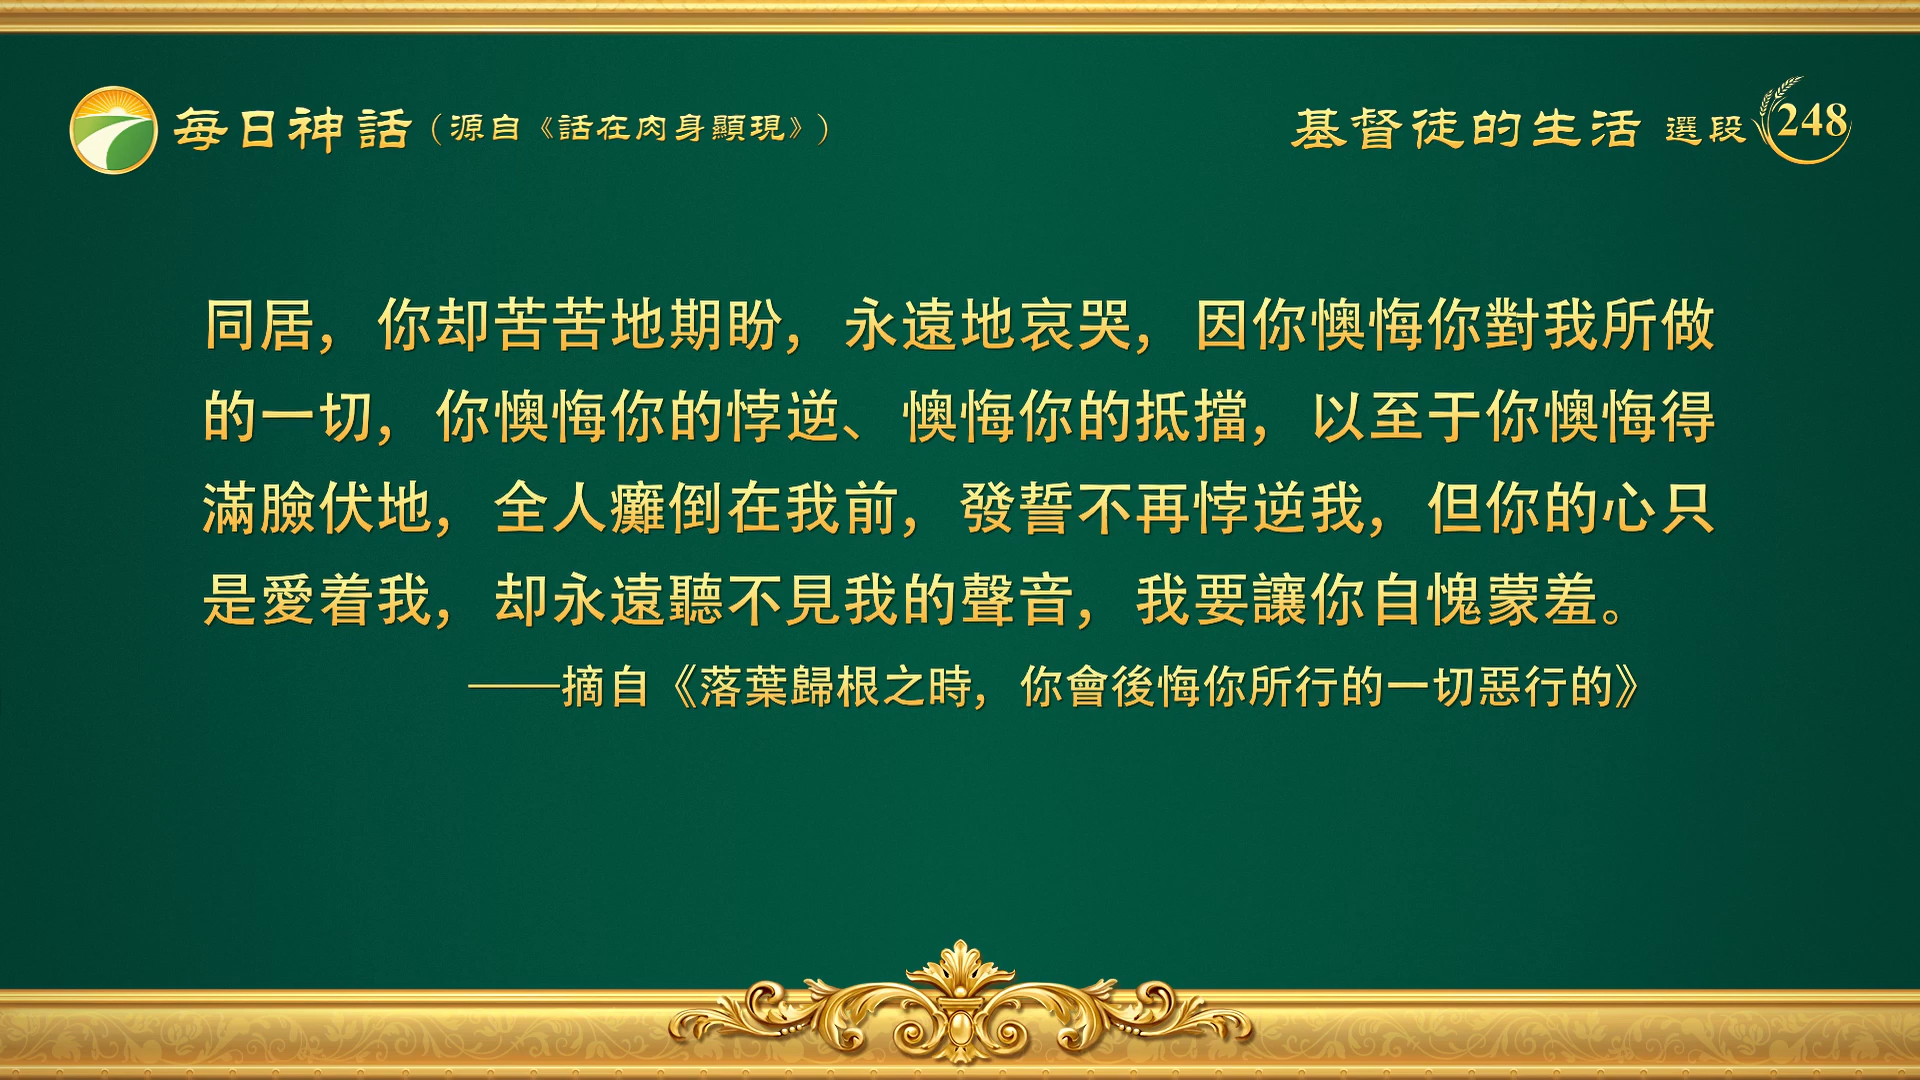 每日神話（源自《話在肉身顯現》）
基督徒的生活 選段 248
同居，你却苦苦地期盼，永遠地哀哭，因你懊悔你對我所做
的一切，你懊悔你的悖逆、懊悔你的抵擋，以至于你懊悔得
滿臉伏地，全人癱倒在我前，發誓不再悖逆我，但你的心只
是愛着我，却永遠聽不見我的聲音，我要讓你自愧蒙羞。
——摘自《落葉歸根之時，你會後悔你所行的一切惡行的》